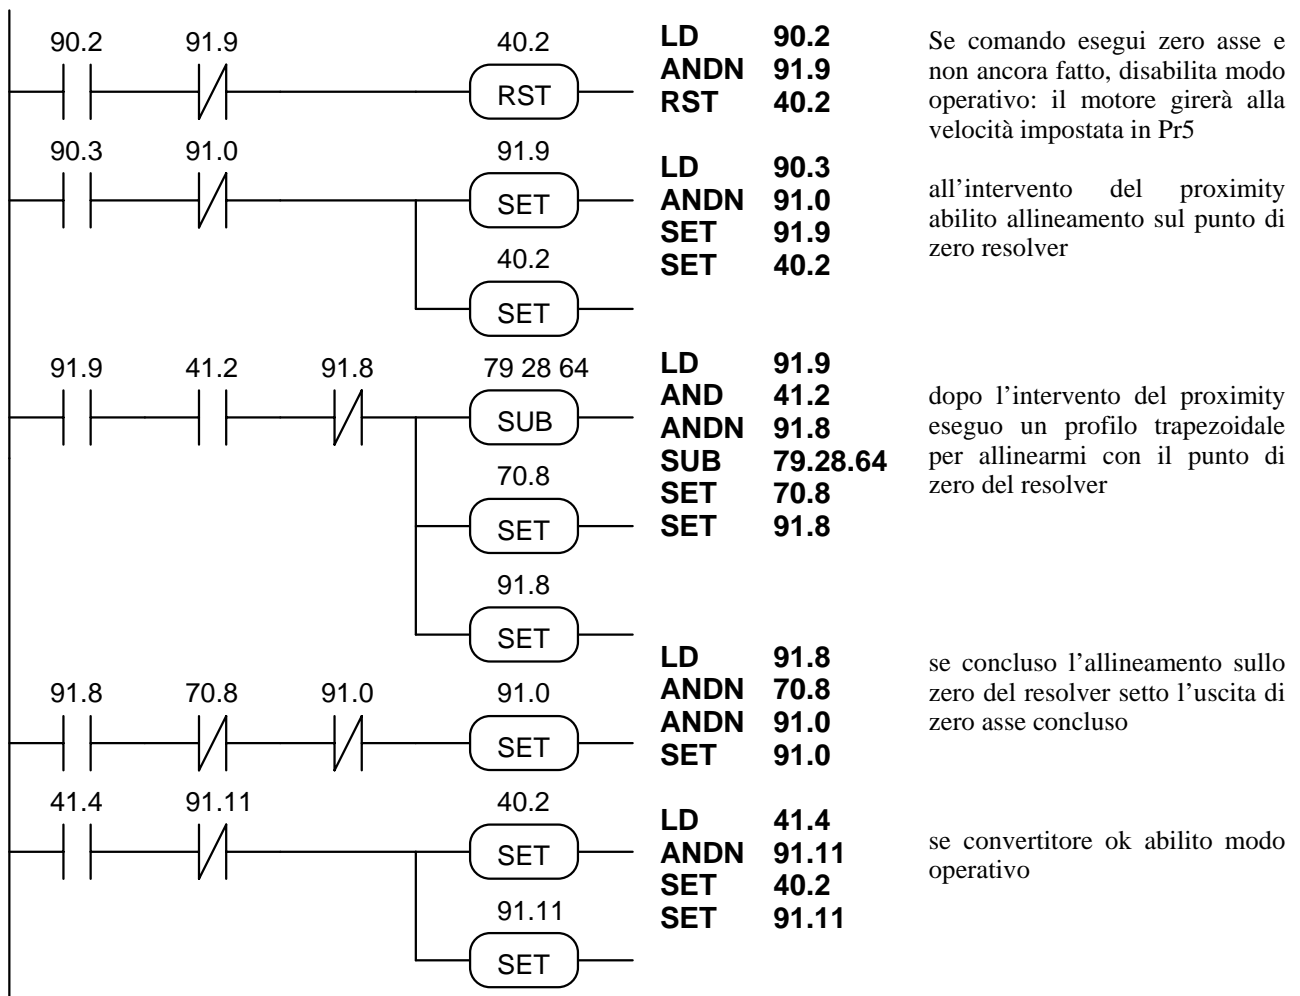 90.2 91.9 40.2
RST
90.3 91.0 91.9
SET
40.2
SET
91.9 41.2 91.8 79 28 64
SUB
70.8
SET
91.8
SET
91.8 70.8 91.0 91.0
SET
41.4 91.11 40.2
SET
91.11
SET
LD 90.2
ANDN 91.9
RST 40.2
LD 90.3
ANDN 91.0
SET 91.9
SET 40.2
LD 91.9
AND 41.2
ANDN 91.8
SUB 79.28.64
SET 70.8
SET 91.8
LD 91.8
ANDN 70.8
ANDN 91.0
SET 91.0
LD 41.4
ANDN 91.11
SET 40.2
SET 91.11
Se comando esegui zero asse e
non ancora fatto, disabilita modo
operativo: il motore girerà alla
velocità impostata in Pr5
all'intervento del proximity
abilito allineamento sul punto di
zero resolver
dopo l'intervento del proximity
eseguo un profilo trapezoidale
per allinearmi con il punto di
zero del resolver
se concluso l'allineamento sullo
zero del resolver setto l'uscita di
zero asse concluso
se convertitore ok abilito modo
operativo